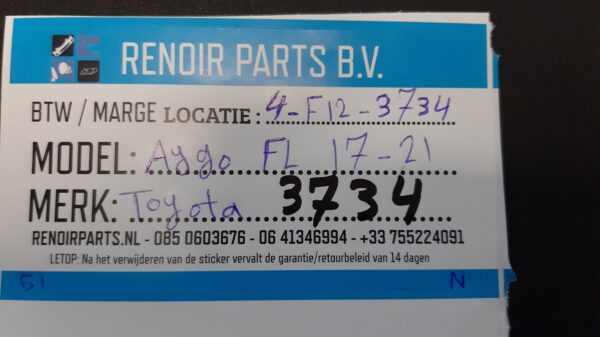 RENOIR PARTS B.V.
BTW / MARGE LOCATIE: 4-F12-3734
MODEL: Aygo FL 17-21
MERK: Toyota 3734
RENOIRPARTS.NL - 085 0603676 - 06 41346994 - +33 755224091
LETOP: Na het verwijderen van de sticker vervalt de garantie/retourbeleid van 14 dagen
51 N